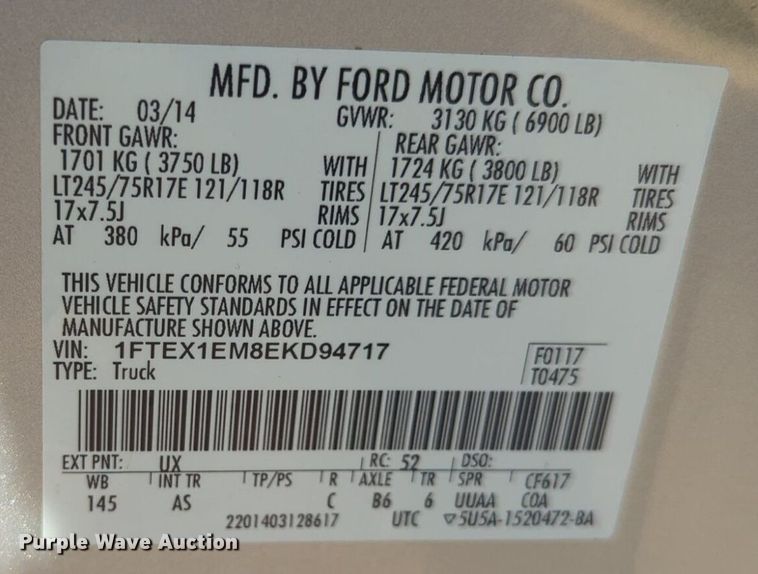 MFD. BY FORD MOTOR CO.
DATE: 03/14 GVWR: 3130 KG ( 6900 LB)
FRONT GAWR: REAR GAWR:
1701 KG ( 3750 LB) WITH 1724 KG ( 3800 LB) WITH
LT245/75R17E 121/118R TIRES LT245/75R17E 121/118R TIRES
17x7.5J RIMS 17x7.5J RIMS
AT 380 kPa/ 55 PSI COLD AT 420 kPa/ 60 PSI COLD
THIS VEHICLE CONFORMS TO ALL APPLICABLE FEDERAL MOTOR
VEHICLE SAFETY STANDARDS IN EFFECT ON THE DATE OF
MANUFACTURE SHOWN ABOVE.
VIN: 1FTEX1EM8EKD94717 F0117
TYPE: Truck T0475
EXT PNT: UX RC: 52 DSO:
WB INT TR TP/PS R AXLE TR SPR CF617
145 AS C B6 6 UUAA COA
2201403128617 UTC ▽5U5A-1520472-BA
Purple Wave Auction